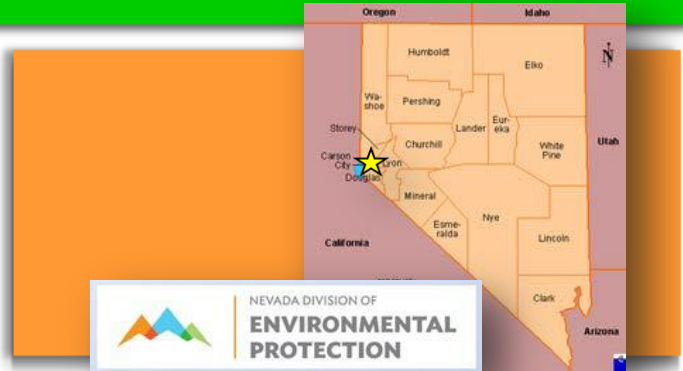 Oregon
Idaho
Humboldt
Elko
N
Wa-
shoe
Pershing
Lander
Eur-
eka
Storey
Churchill
White
Pine
Utah
Carson
City
Lyon
Douglas
Mineral
Esme-
ralda
Nye
California
Lincoln
Clark
Arizona
NEVADA DIVISION OF
ENVIRONMENTAL
PROTECTION